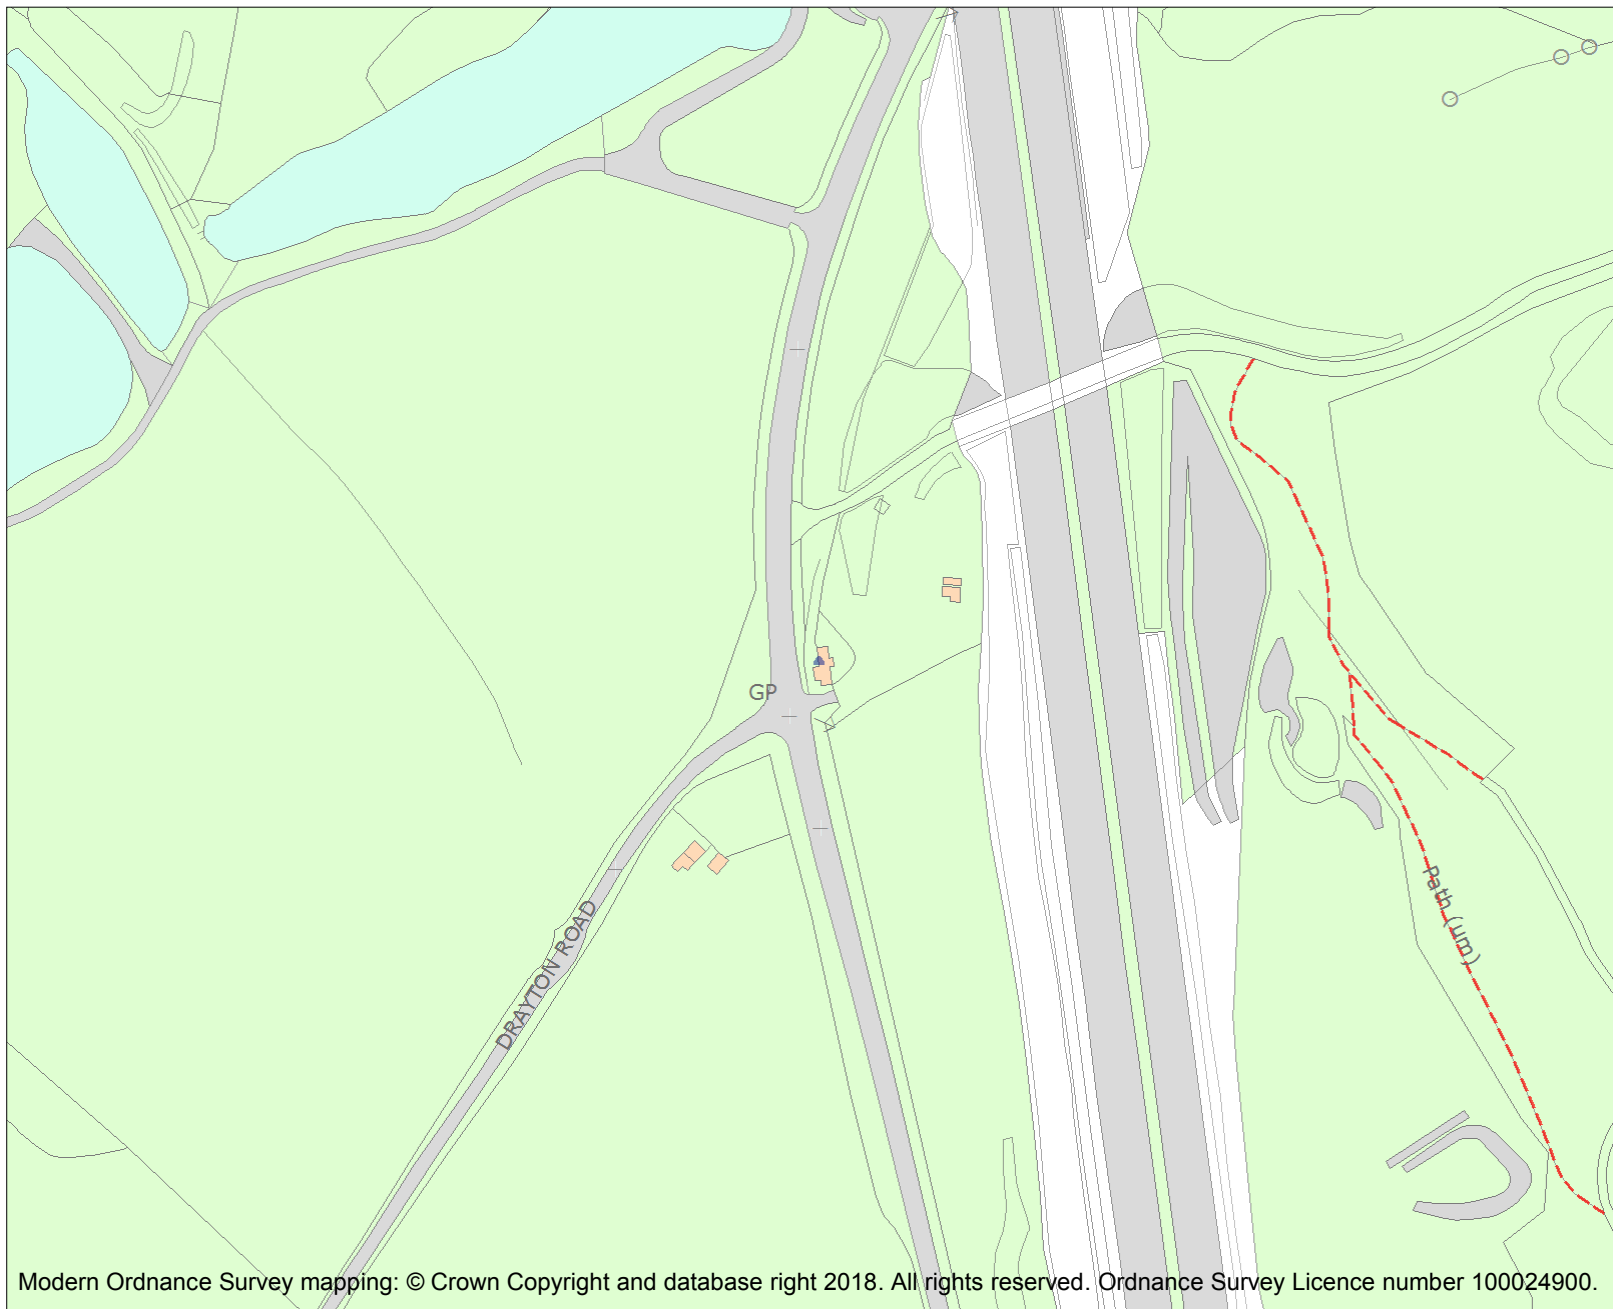 GP
Path (um)
DRAYTON ROAD
Modern Ordnance Survey mapping: © Crown Copyright and database right 2018. All rights reserved. Ordnance Survey Licence number 100024900.